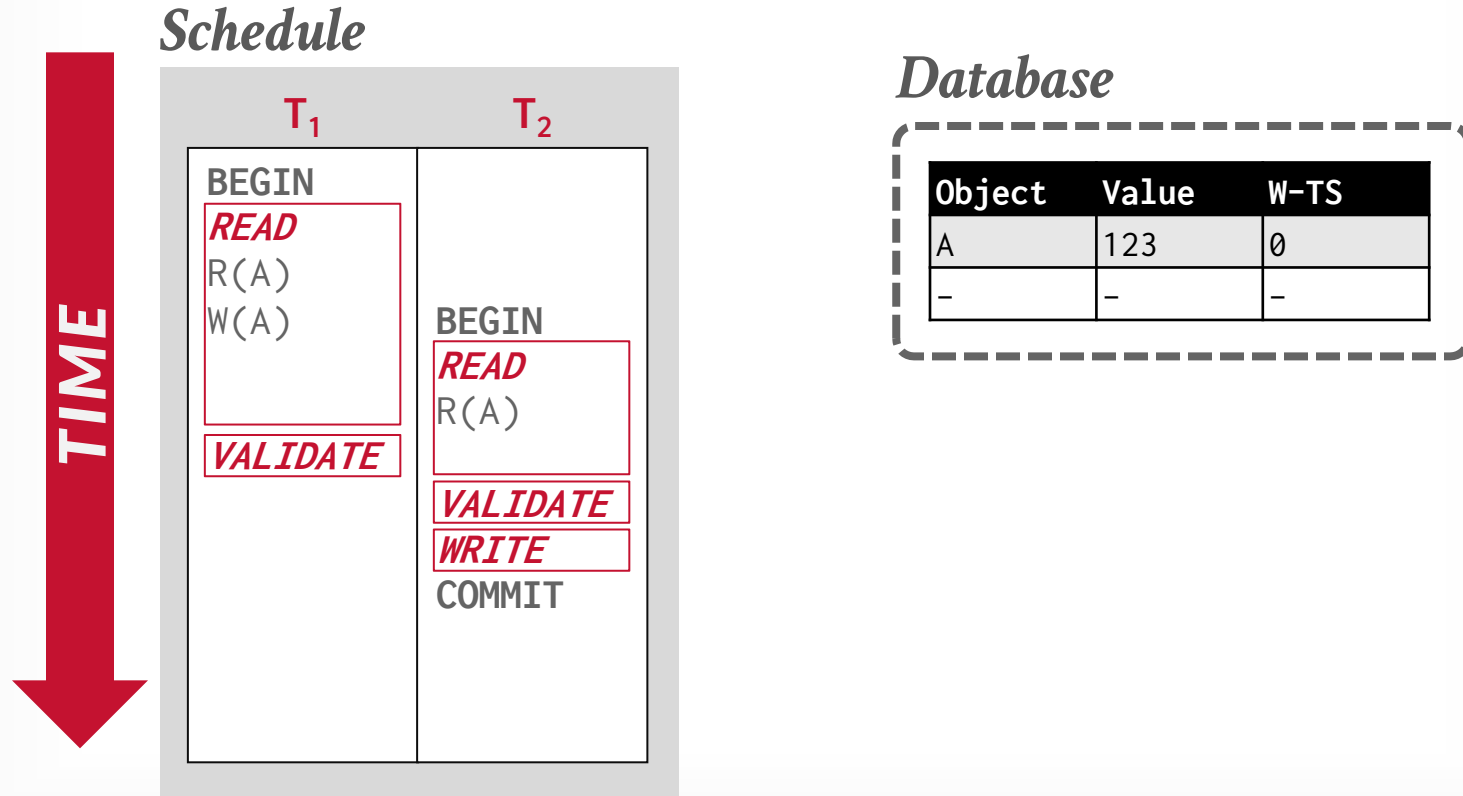 Schedule
TIME
T1 T2
BEGIN
READ
R(A)
W(A)
VALIDATE
BEGIN
READ
R(A)
VALIDATE
WRITE
COMMIT
Database
Object Value W-TS
A 123 0
– – –